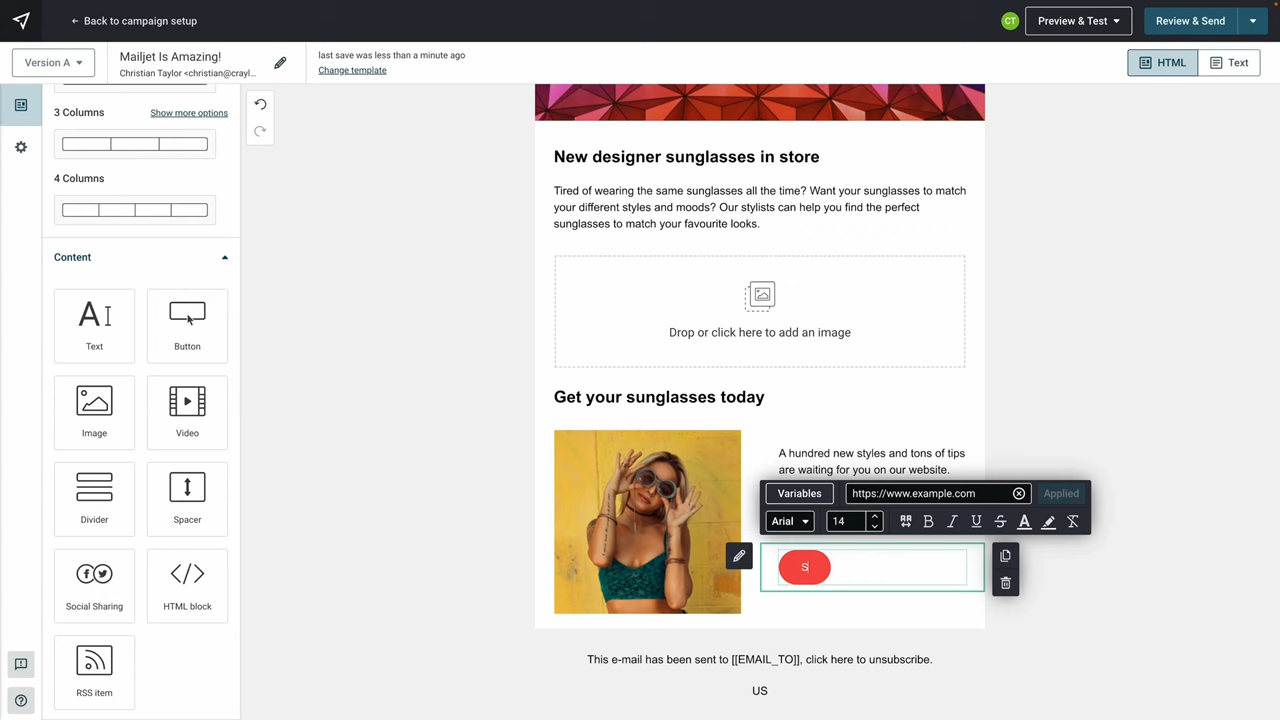 ← Back to campaign setup
CT
Preview & Test
Review & Send
Version A
Mailjet Is Amazing!
Christian Taylor <christian@crayl...
last save was less than a minute ago
Change template
HTML
Text
3 Columns
Show more options
4 Columns
Content
Text
Button
Image
Video
Divider
Spacer
Social Sharing
HTML block
RSS item
New designer sunglasses in store
Tired of wearing the same sunglasses all the time? Want your sunglasses to match
your different styles and moods? Our stylists can help you find the perfect
sunglasses to match your favourite looks.
Drop or click here to add an image
Get your sunglasses today
A hundred new styles and tons of tips
are waiting for you on our website.
Variables
https://www.example.com
Applied
Arial
14
B I U S A
S
This e-mail has been sent to [[EMAIL_TO]], click here to unsubscribe.
US